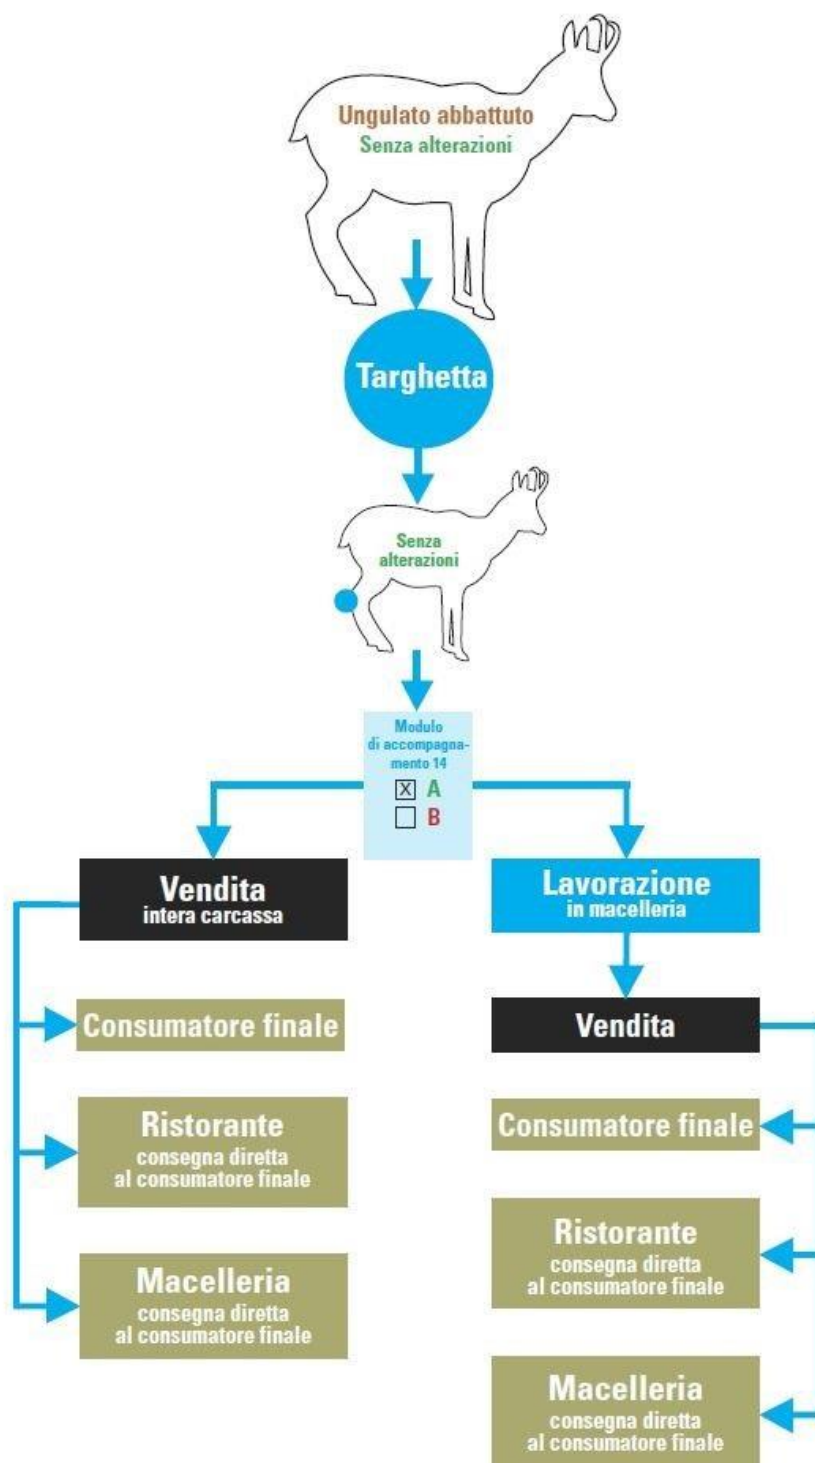 Ungulato abbattuto
Senza alterazioni
Targhetta
Senza
alterazioni
Modulo
di accompagna-
mento 14
X A
B
Vendita
intera carcassa
Consumatore finale
Ristorante
consegna diretta
al consumatore finale
Macelleria
consegna diretta
al consumatore finale
Lavorazione
in macelleria
Vendita
Consumatore finale
Ristorante
consegna diretta
al consumatore finale
Macelleria
consegna diretta
al consumatore finale